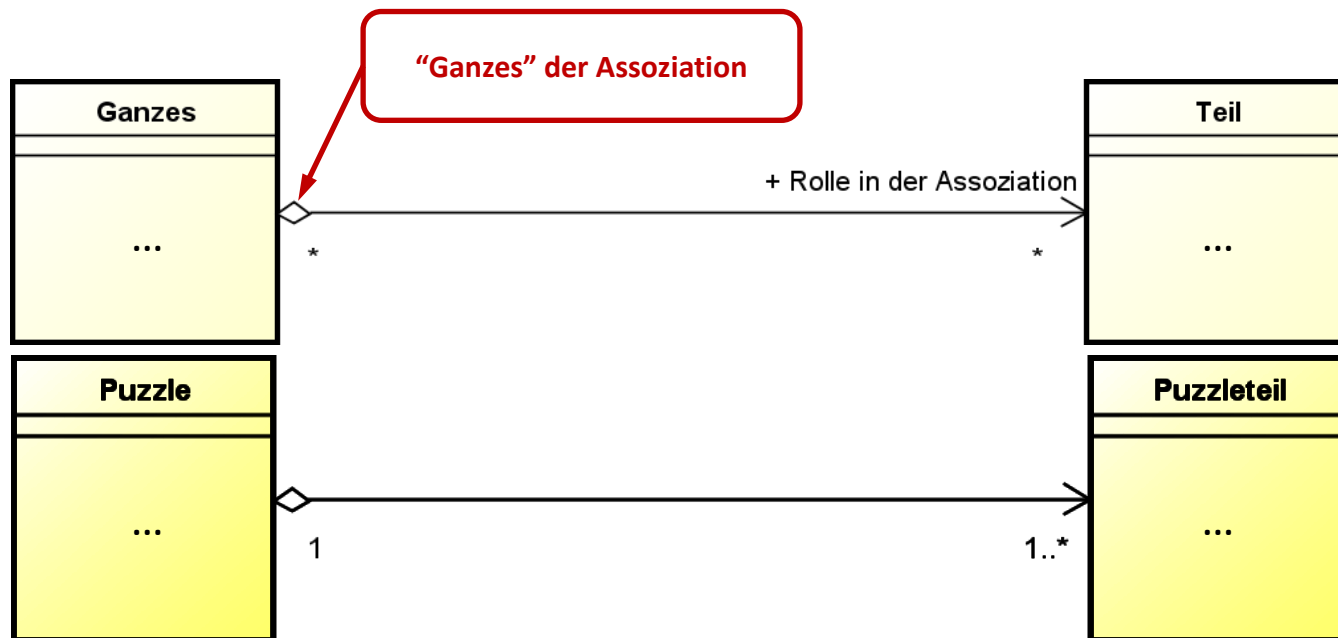 “Ganzes” der Assoziation
Ganzes
Teil
+ Rolle in der Assoziation
...
...
*
*
Puzzle
Puzzleteil
...
...
1
1..*